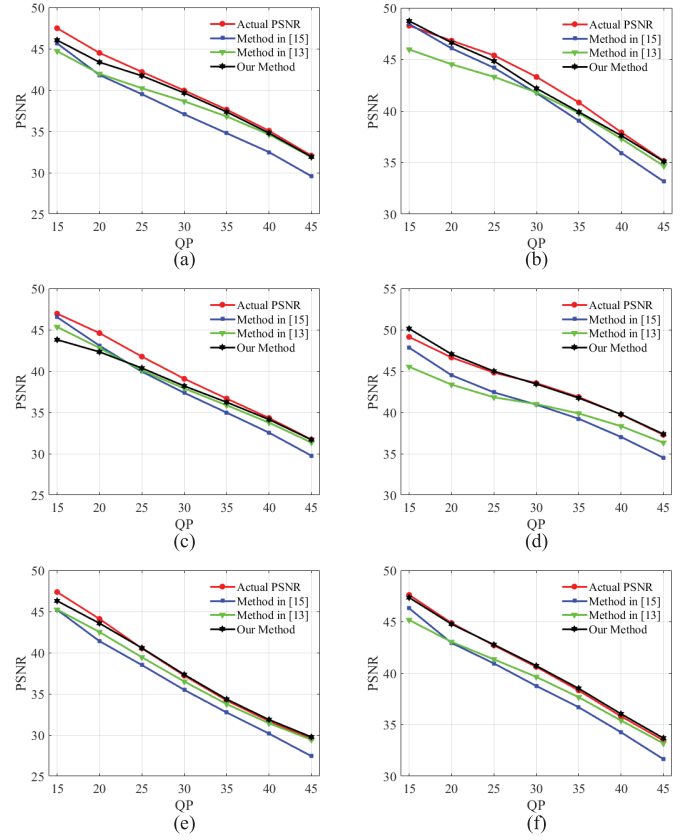 50
45
40
35
30
25
PSNR
15 20 25 30 35 40 45
QP
Actual PSNR
Method in [15]
Method in [13]
Our Method
(a)
50
45
40
35
30
PSNR
15 20 25 30 35 40 45
QP
Actual PSNR
Method in [15]
Method in [13]
Our Method
(b)
50
45
40
35
30
25
PSNR
15 20 25 30 35 40 45
QP
Actual PSNR
Method in [15]
Method in [13]
Our Method
(c)
55
50
45
40
35
30
PSNR
15 20 25 30 35 40 45
QP
Actual PSNR
Method in [15]
Method in [13]
Our Method
(d)
50
45
40
35
30
25
PSNR
15 20 25 30 35 40 45
QP
Actual PSNR
Method in [15]
Method in [13]
Our Method
(e)
50
45
40
35
30
PSNR
15 20 25 30 35 40 45
QP
Actual PSNR
Method in [15]
Method in [13]
Our Method
(f)